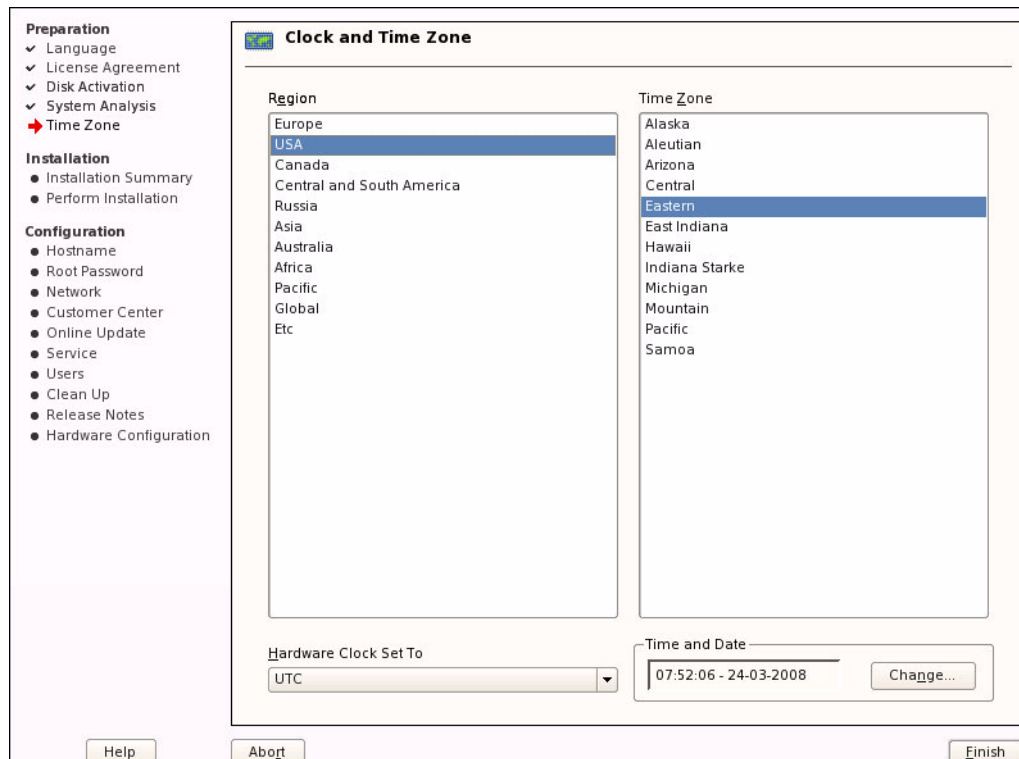 Preparation
Language
License Agreement
Disk Activation
System Analysis
Time Zone
Installation
Installation Summary
Perform Installation
Configuration
Hostname
Root Password
Network
Customer Center
Online Update
Service
Users
Clean Up
Release Notes
Hardware Configuration
Clock and Time Zone
Region
Europe
USA
Canada
Central and South America
Russia
Asia
Australia
Africa
Pacific
Global
Etc
Time Zone
Alaska
Aleutian
Arizona
Central
Eastern
East Indiana
Hawaii
Indiana Starke
Michigan
Mountain
Pacific
Samoa
Hardware Clock Set To
UTC
Time and Date
07:52:06 - 24-03-2008
Change...
Help
Abort
Finish